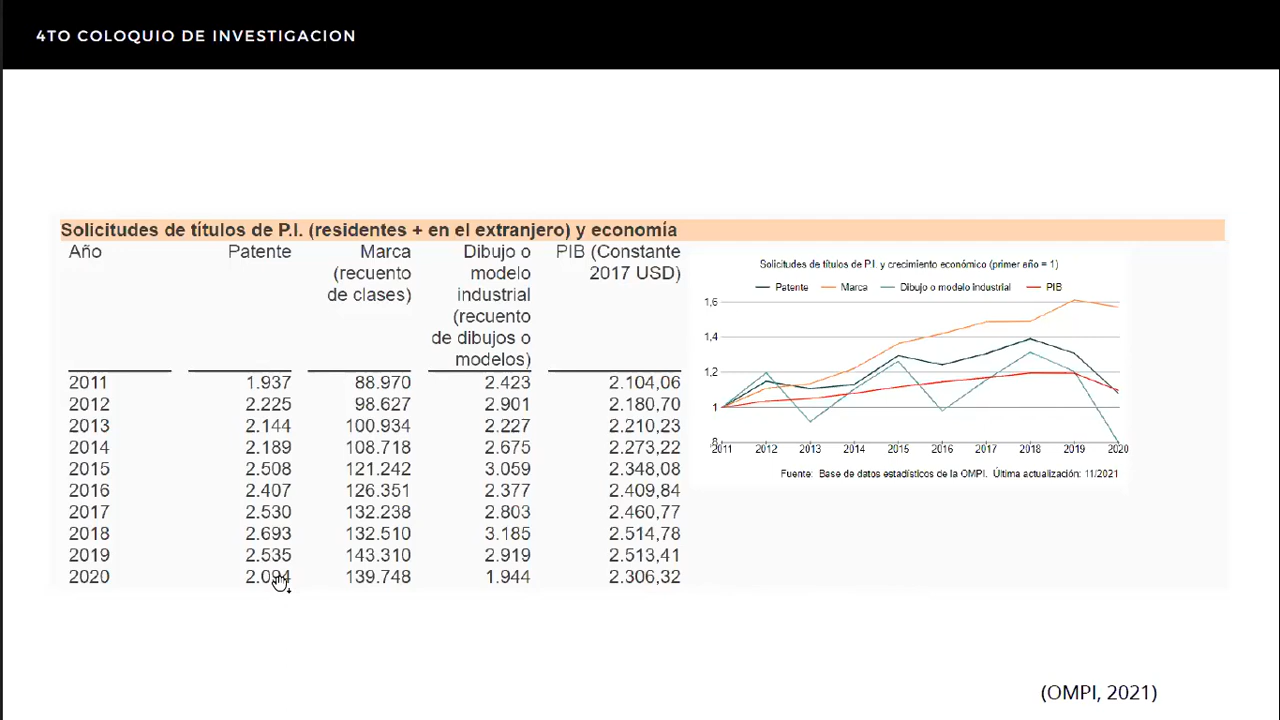 4TO COLOQUIO DE INVESTIGACION
Solicitudes de títulos de P.I. (residentes + en el extranjero) y economía
Año Patente Marca (recuento de clases) Dibujo o modelo industrial (recuento de dibujos o modelos) PIB (Constante 2017 USD)
2011 1.937 88.970 2.423 2.104,06
2012 2.225 98.627 2.901 2.180,70
2013 2.144 100.934 2.227 2.210,23
2014 2.189 108.718 2.675 2.273,22
2015 2.508 121.242 3.059 2.348,08
2016 2.407 126.351 2.377 2.409,84
2017 2.530 132.238 2.803 2.460,77
2018 2.693 132.510 3.185 2.514,78
2019 2.535 143.310 2.919 2.513,41
2020 2.094 139.748 1.944 2.306,32
Solicitudes de títulos de P.I. y crecimiento económico (primer año = 1)
Patente Marca Dibujo o modelo industrial PIB
1,6
1,4
1,2
1
2011 2012 2013 2014 2015 2016 2017 2018 2019 2020
Fuente: Base de datos estadísticos de la OMPI. Última actualización: 11/2021
(OMPI, 2021)